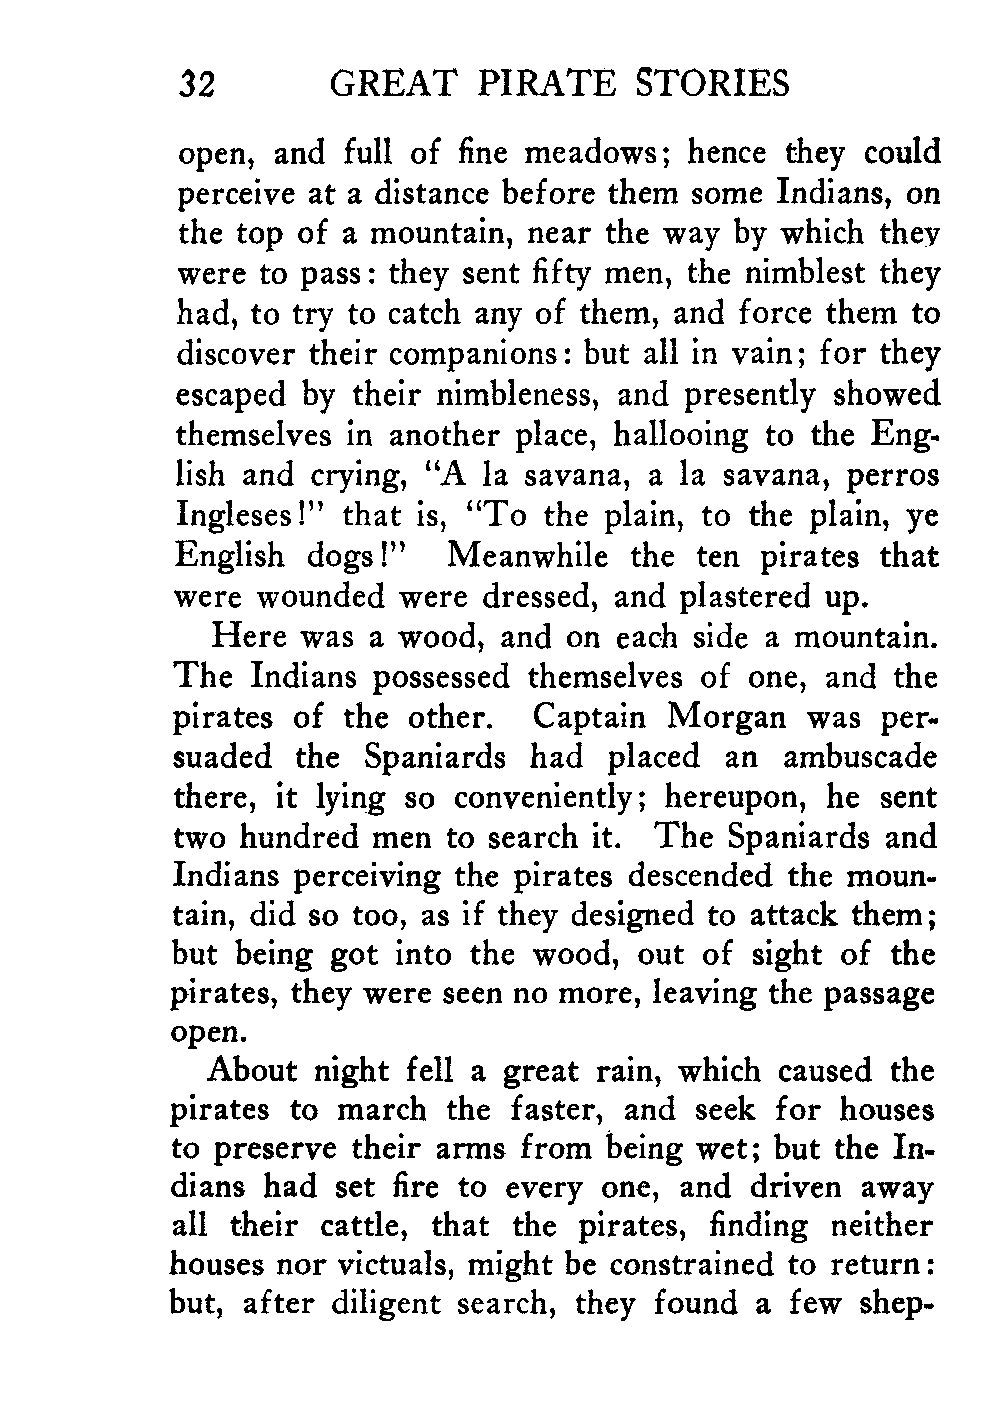 32 GREAT PIRATE STORIES
open, and full of fine meadows; hence they could
perceive at a distance before them some Indians, on
the top of a mountain, near the way by which they
were to pass: they sent fifty men, the nimblest they
had, to try to catch any of them, and force them to
discover their companions: but all in vain; for they
escaped by their nimbleness, and presently showed
themselves in another place, hallooing to the Eng-
lish and crying, "A la savana, a la savana, perros
Ingleses!" that is, "To the plain, to the plain, ye
English dogs!" Meanwhile the ten pirates that
were wounded were dressed, and plastered up.
Here was a wood, and on each side a mountain.
The Indians possessed themselves of one, and the
pirates of the other. Captain Morgan was per-
suaded the Spaniards had placed an ambuscade
there, it lying so conveniently; hereupon, he sent
two hundred men to search it. The Spaniards and
Indians perceiving the pirates descended the moun-
tain, did so too, as if they designed to attack them;
but being got into the wood, out of sight of the
pirates, they were seen no more, leaving the passage
open.
About night fell a great rain, which caused the
pirates to march the faster, and seek for houses
to preserve their arms from being wet; but the In-
dians had set fire to every one, and driven away
all their cattle, that the pirates, finding neither
houses nor victuals, might be constrained to return:
but, after diligent search, they found a few shep-